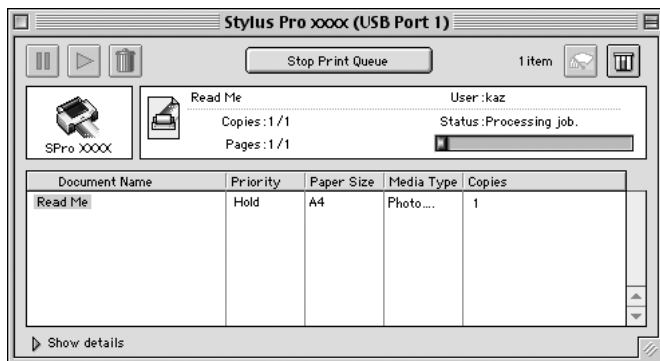 Stylus Pro xxxx (USB Port 1)
Stop Print Queue
1 item
SPro XXXX
Read Me
User :kaz
Copies :1 /1
Status :Processing job.
Pages :1 /1
Document Name Priority Paper Size Media Type Copies
Read Me Hold A4 Photo.... 1
Show details